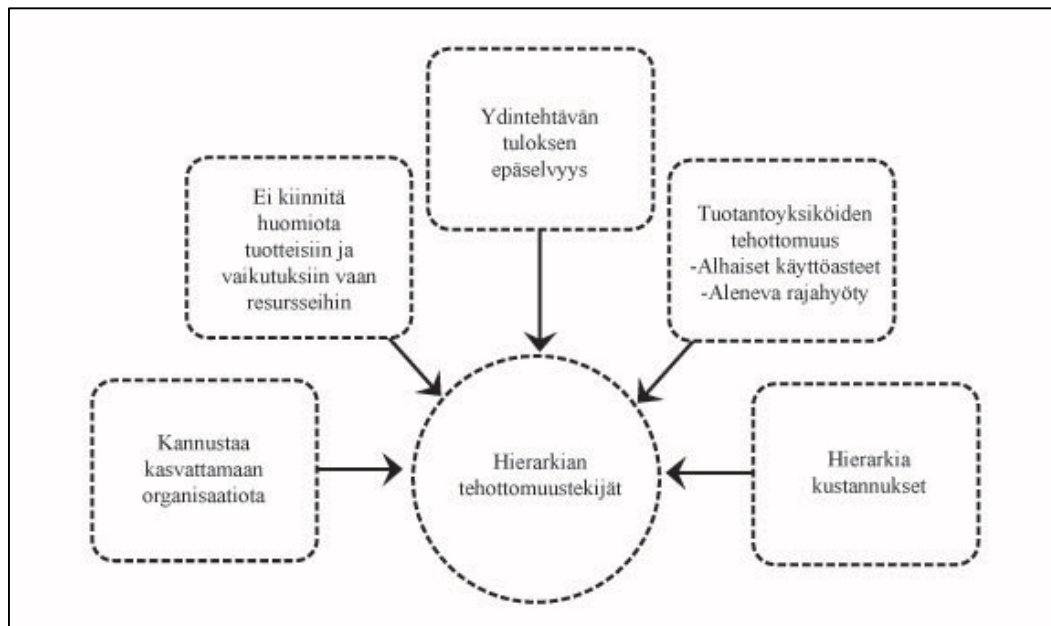 Ydintehtävän
tuloksen
epäselvyys
Ei kiinnitä
huomiota
tuotteisiin ja
vaikutuksiin vaan
resursseihin
Tuotantoyksiköiden
tehottomuus
-Alhaiset käyttöasteet
-Aleneva rajahyöty
Kannustaa
kasvattamaan
organisaatiota
Hierarkian
tehottomuustekijät
Hierarkia
kustannukset